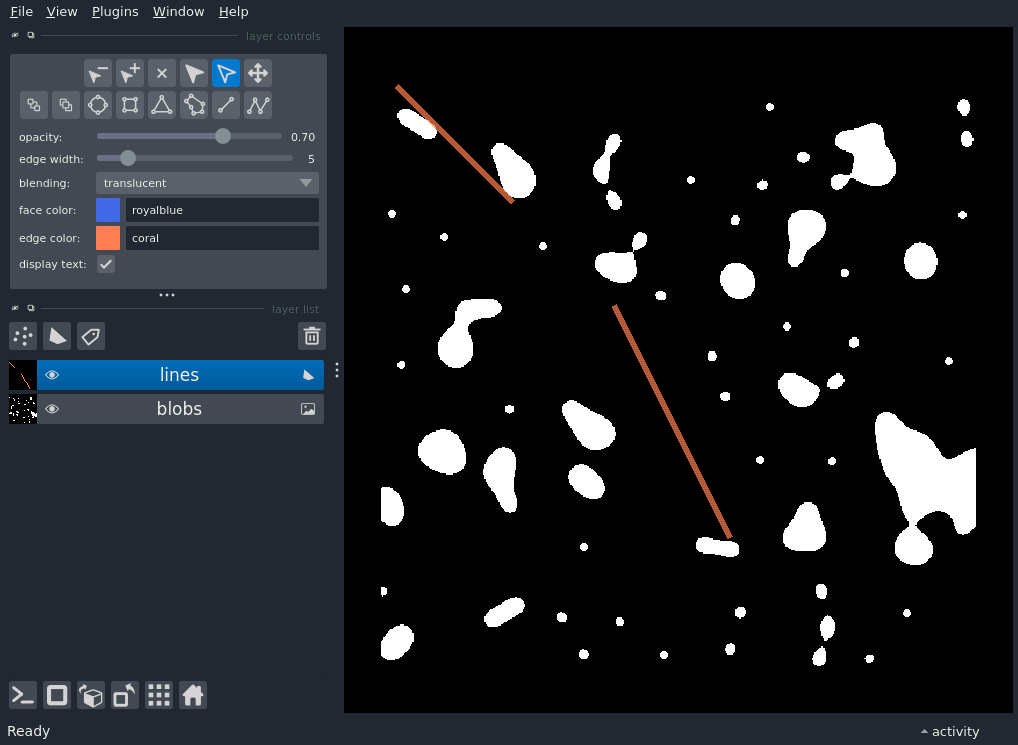 File View Plugins Window Help
layer controls
opacity: 0.70
edge width: 5
blending: translucent
face color: royalblue
edge color: coral
display text:
layer list
lines
blobs
Ready activity